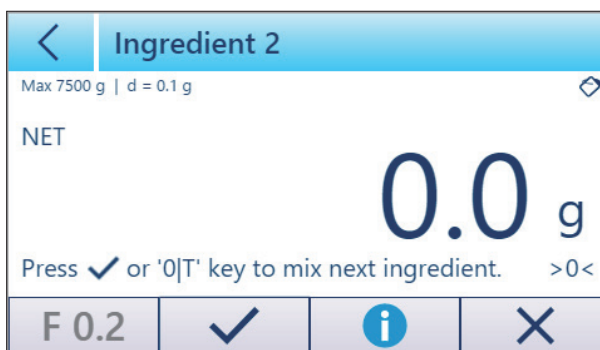 Ingredient 2
Max 7500 g | d = 0.1 g
NET
0.0 g
Press ✓ or '0|T' key to mix next ingredient. >0<
F 0.2